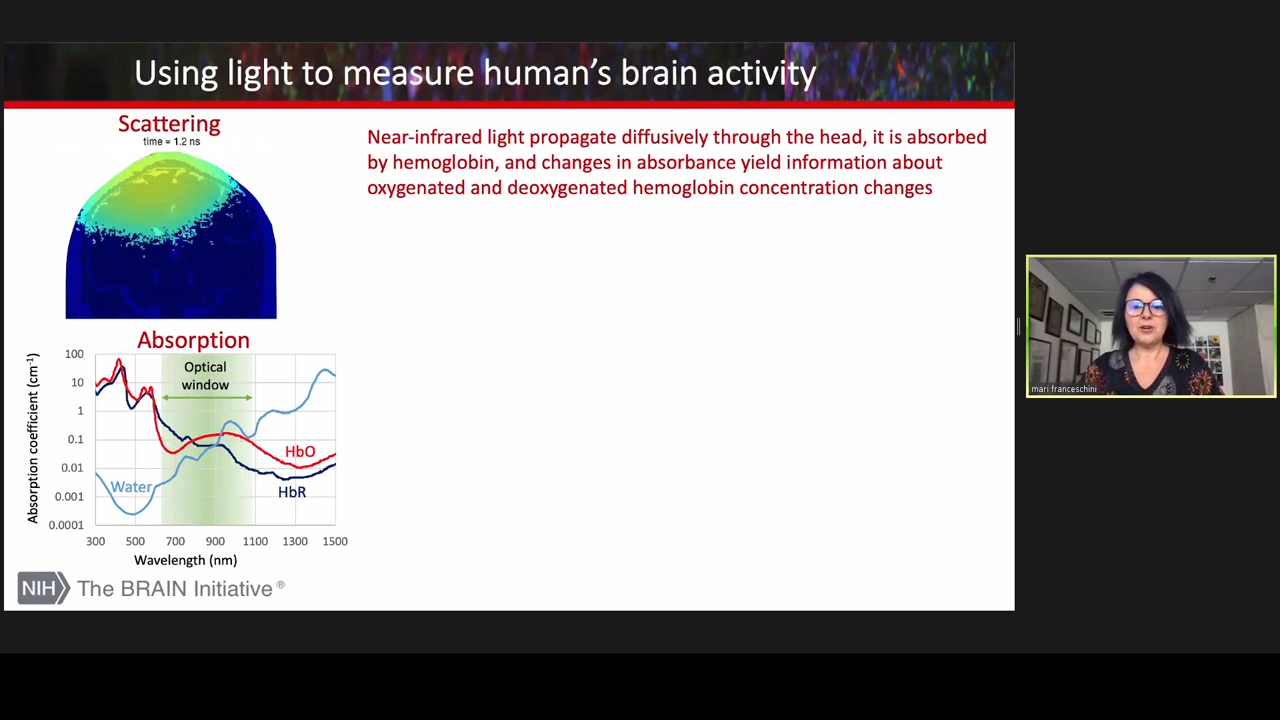 Using light to measure human's brain activity
Scattering
time = 1.2 ns
Near-infrared light propagate diffusively through the head, it is absorbed
by hemoglobin, and changes in absorbance yield information about
oxygenated and deoxygenated hemoglobin concentration changes
Absorption
Absorption coefficient (cm⁻¹)
100
10
1
0.1
0.01
0.001
0.0001
Optical
window
HbO
Water
HbR
300 500 700 900 1100 1300 1500
Wavelength (nm)
NIH The BRAIN Initiative®
mari franceschini